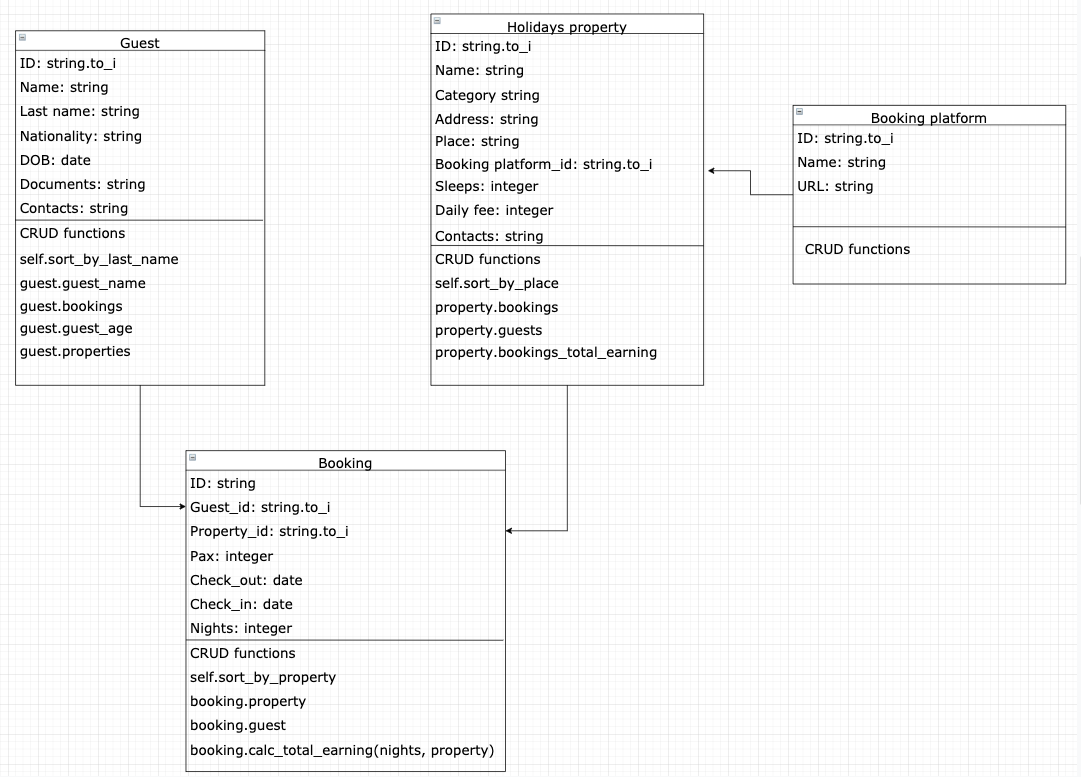 Guest
ID: string.to_i
Name: string
Last name: string
Nationality: string
DOB: date
Documents: string
Contacts: string
CRUD functions
self.sort_by_last_name
guest.guest_name
guest.bookings
guest.guest_age
guest.properties
Holidays property
ID: string.to_i
Name: string
Category string
Address: string
Place: string
Booking platform_id: string.to_i
Sleeps: integer
Daily fee: integer
Contacts: string
CRUD functions
self.sort_by_place
property.bookings
property.guests
property.bookings_total_earning
Booking platform
ID: string.to_i
Name: string
URL: string
CRUD functions
Booking
ID: string
Guest_id: string.to_i
Property_id: string.to_i
Pax: integer
Check_out: date
Check_in: date
Nights: integer
CRUD functions
self.sort_by_property
booking.property
booking.guest
booking.calc_total_earning(nights, property)